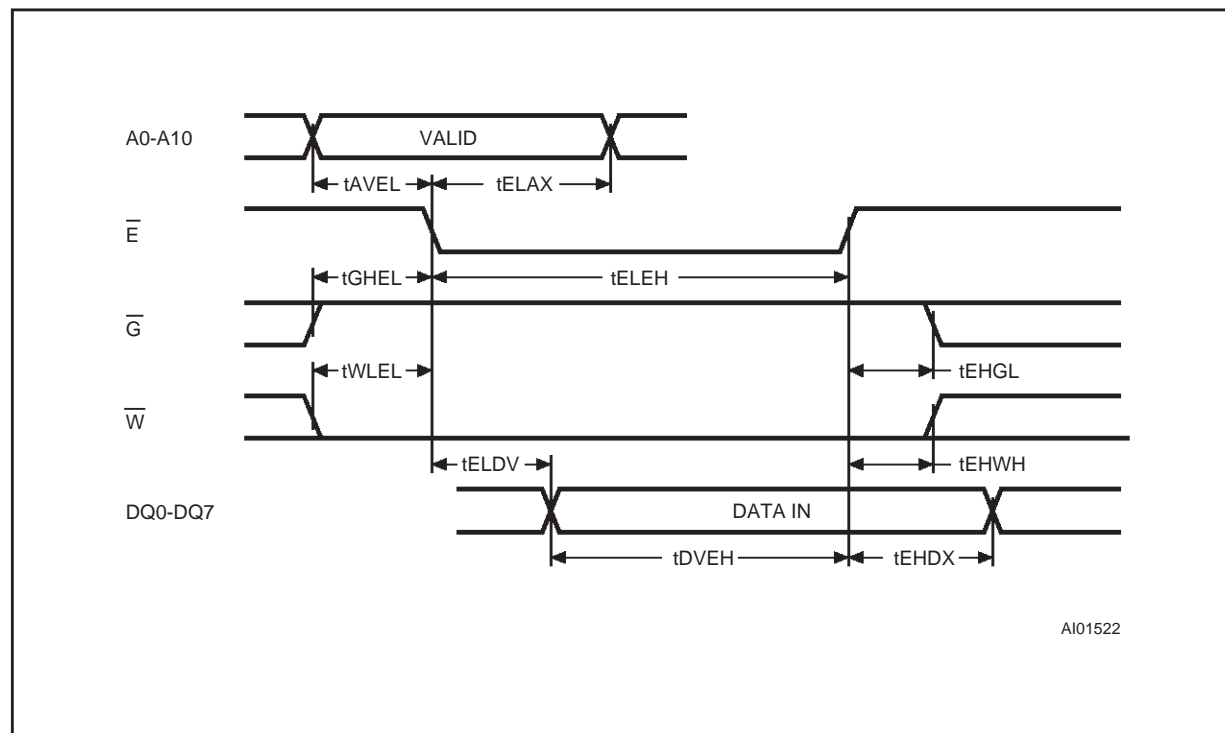 A0-A10 VALID
tAVEL tELAX
E̅
tGHEL tELEH
G̅
tWLEL tEHGL
W̅
tELDV tEHWH
DQ0-DQ7 DATA IN
tDVEH tEHDX
AI01522